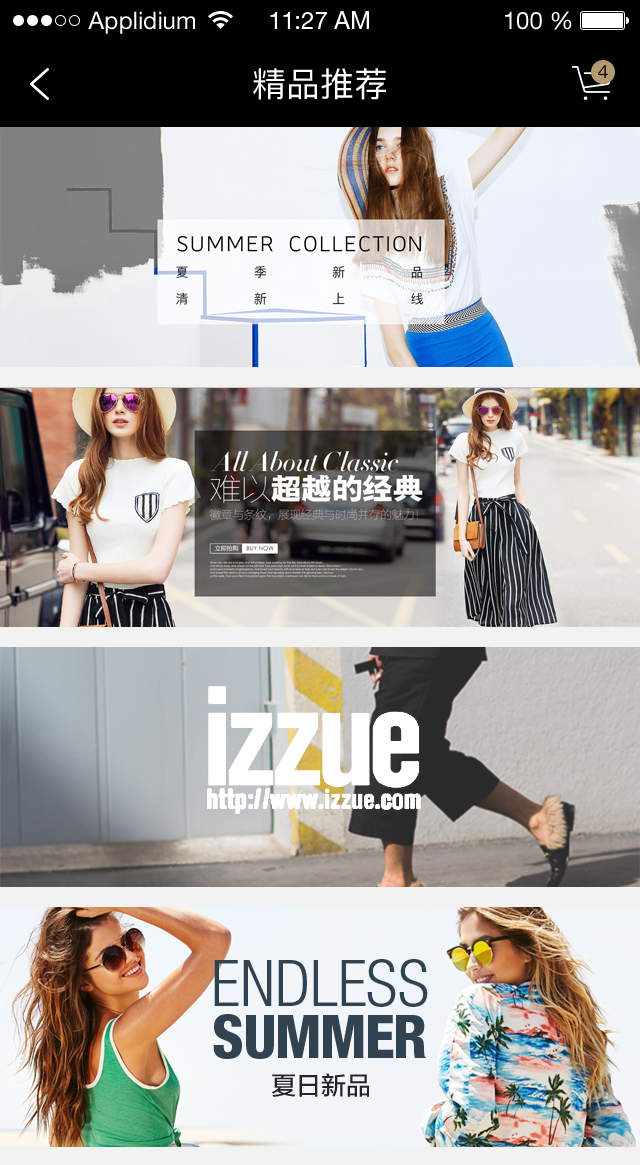 Applidium 11:27 AM 100 %
精品推荐
4
SUMMER COLLECTION
夏 季 新 品
清 新 上 线
All About Classic
难以超越的经典
徽章与条纹，展现经典与时尚并存的魅力!
立即抢购 BUY NOW
izzue
http://www.izzue.com
ENDLESS
SUMMER
夏日新品